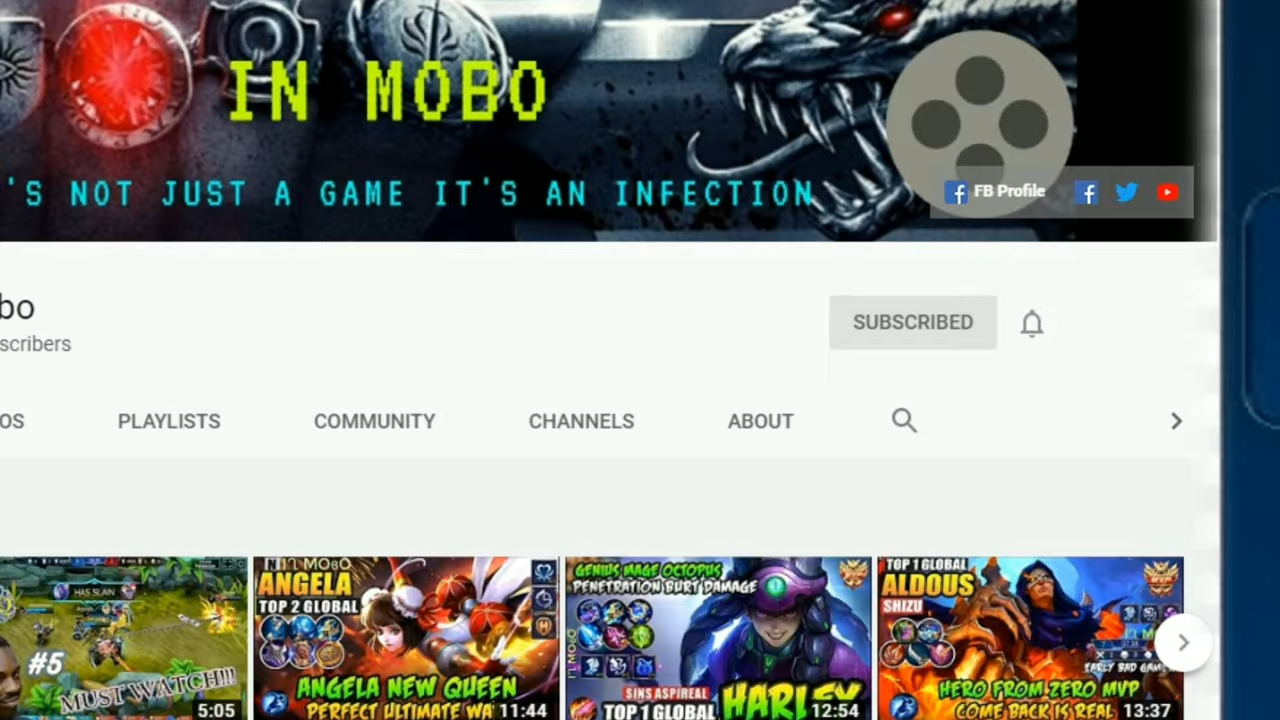 IN MOBO
'S NOT JUST A GAME IT'S AN INFECTION
FB Profile
bo
SUBSCRIBED
scribers
OS
PLAYLISTS
COMMUNITY
CHANNELS
ABOUT
HAS SLAIN
#5
MUST WATCH!!!
5:05
IN MOBO
ANGELA
TOP 2 GLOBAL
ANGELA NEW QUEEN
PERFECT ULTIMATE WA
11:44
GENIUS MAGE OCTOPUS
PENETRATION BURT DAMAGE
SINS ASPIREAL
TOP 1 GLOBAL
HARLEY
12:54
TOP 1 GLOBAL
ALDOUS
SHIZU
MVP
EARLY BAD GAME
HERO FROM ZERO MVP
COME BACK IS REAL
13:37